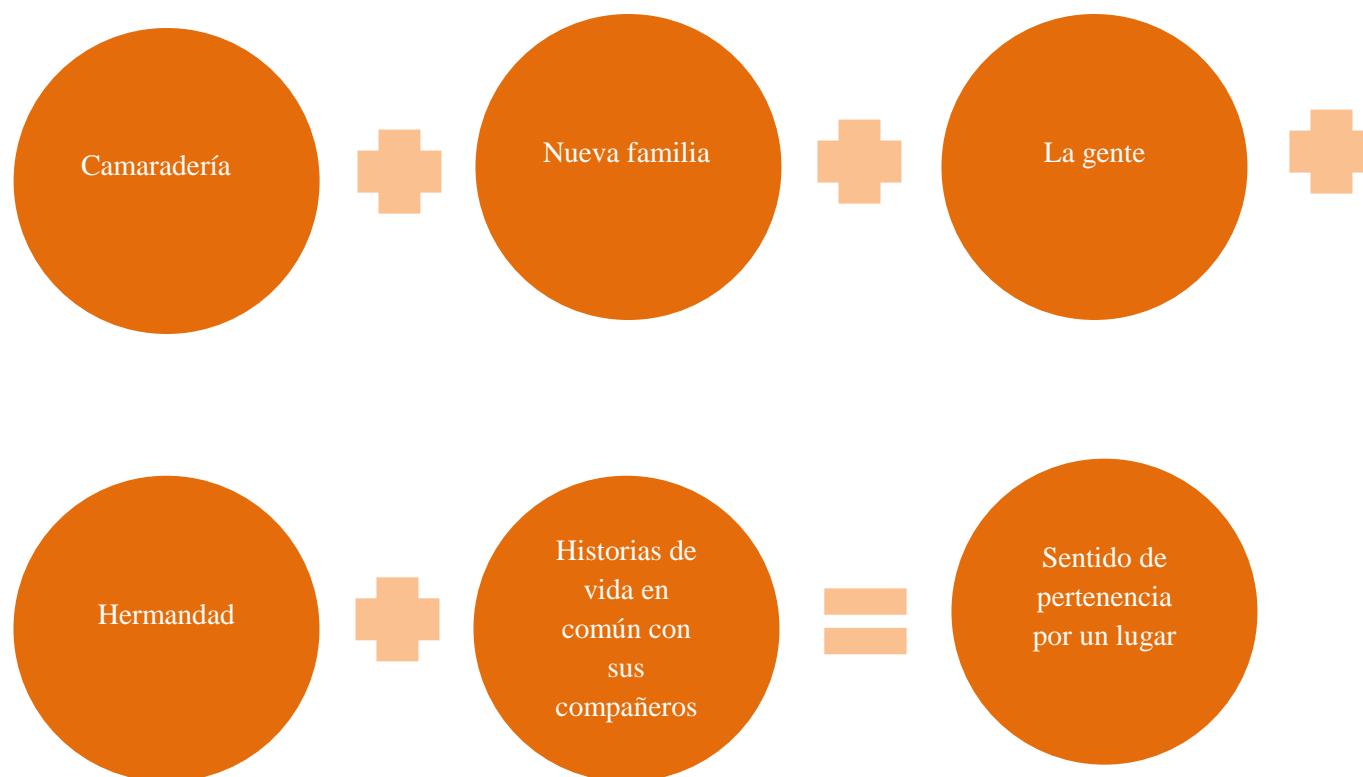 Camaradería
Nueva familia
La gente
Hermandad
Historias de
vida en
común con
sus
compañeros
Sentido de
pertenencia
por un lugar